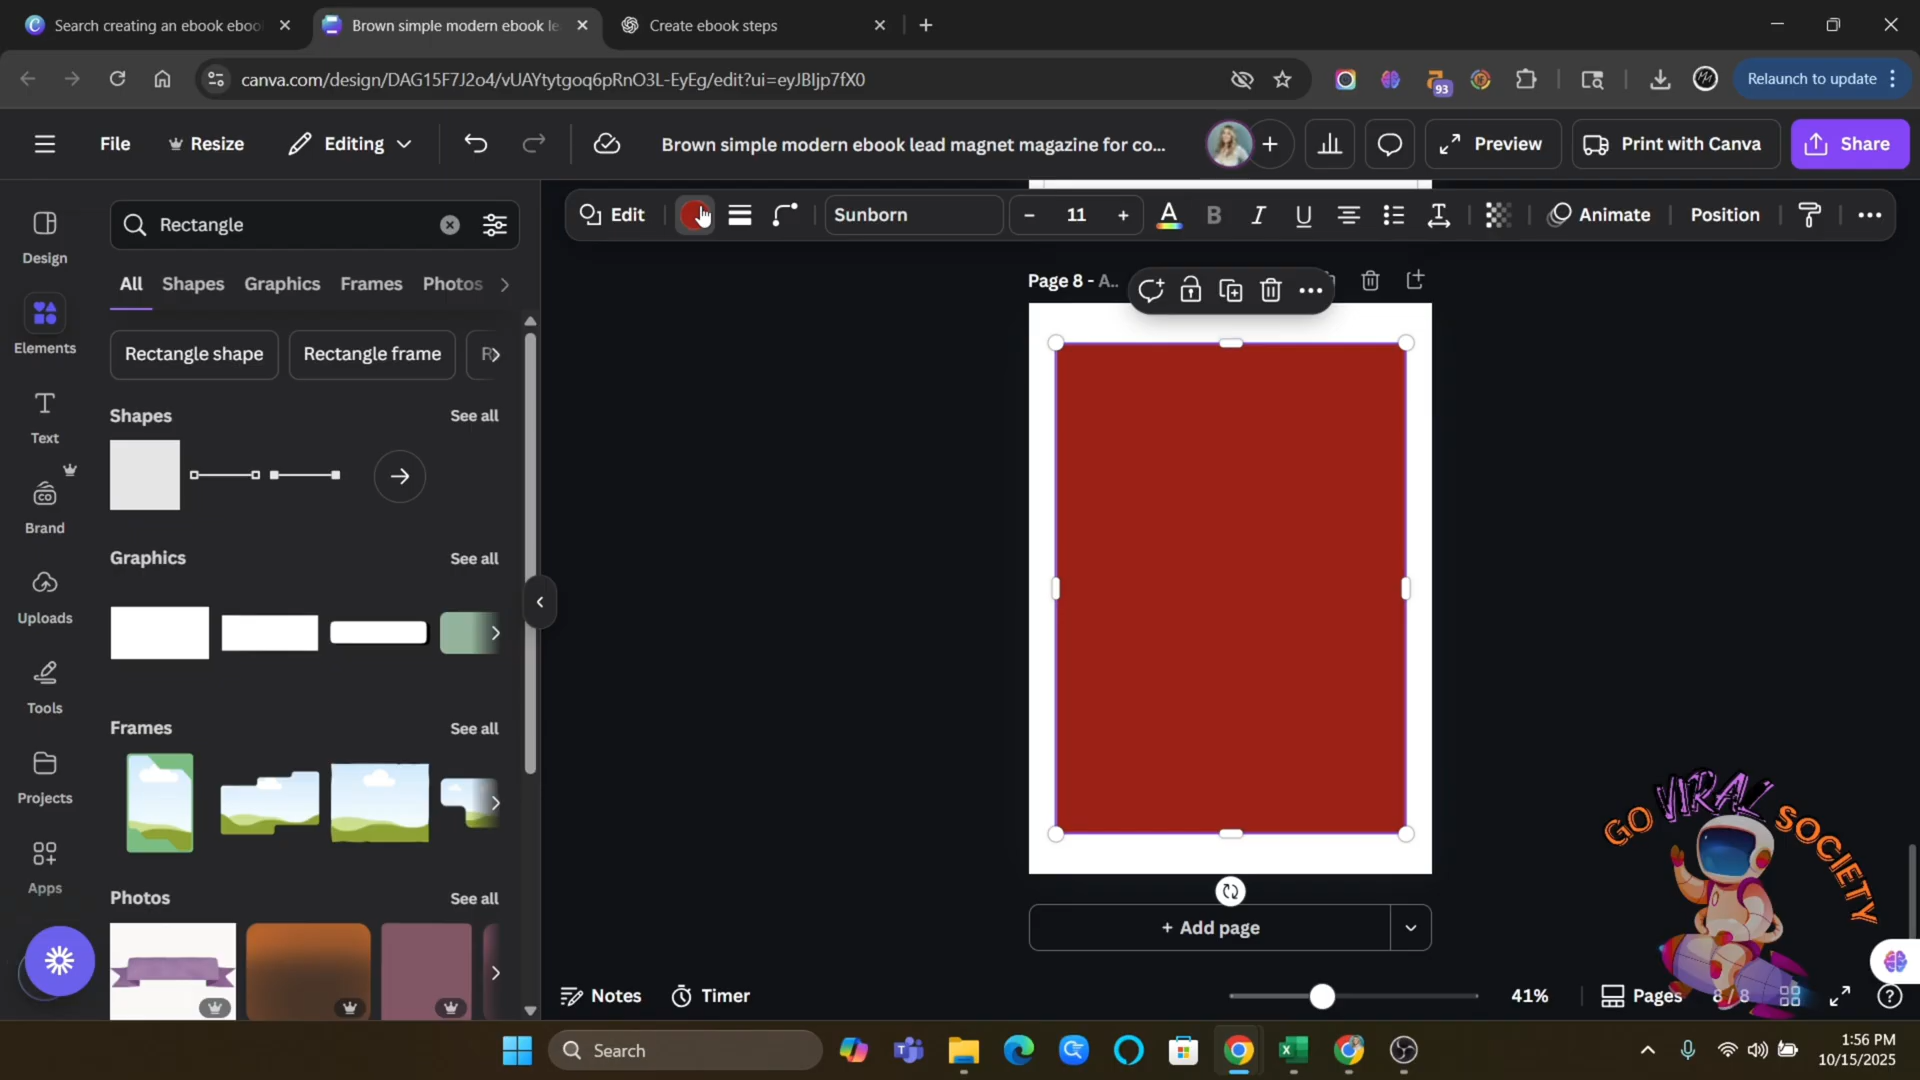 Search creating an ebook eboo
Brown simple modern ebook le
Create ebook steps
canva.com/design/DAG15F7J2o4/vUAYtytgoq6pRnO3L-EyEg/edit?ui=eyJBIjp7fX0
93
Relaunch to update
File
Resize
Editing
Brown simple modern ebook lead magnet magazine for co...
Preview
Print with Canva
Share
Design
Elements
Text
Brand
Uploads
Tools
Projects
Apps
Rectangle
All
Shapes
Graphics
Frames
Photos
Rectangle shape
Rectangle frame
Shapes
See all
Graphics
See all
Frames
See all
Photos
See all
Edit
Sunborn
11
A
B
I
U
T
Animate
Position
Page 8 - A...
+ Add page
Notes
Timer
41%
Pages
8 / 8
GO VIRAL SOCIETY
Search
1:56 PM
10/15/2025